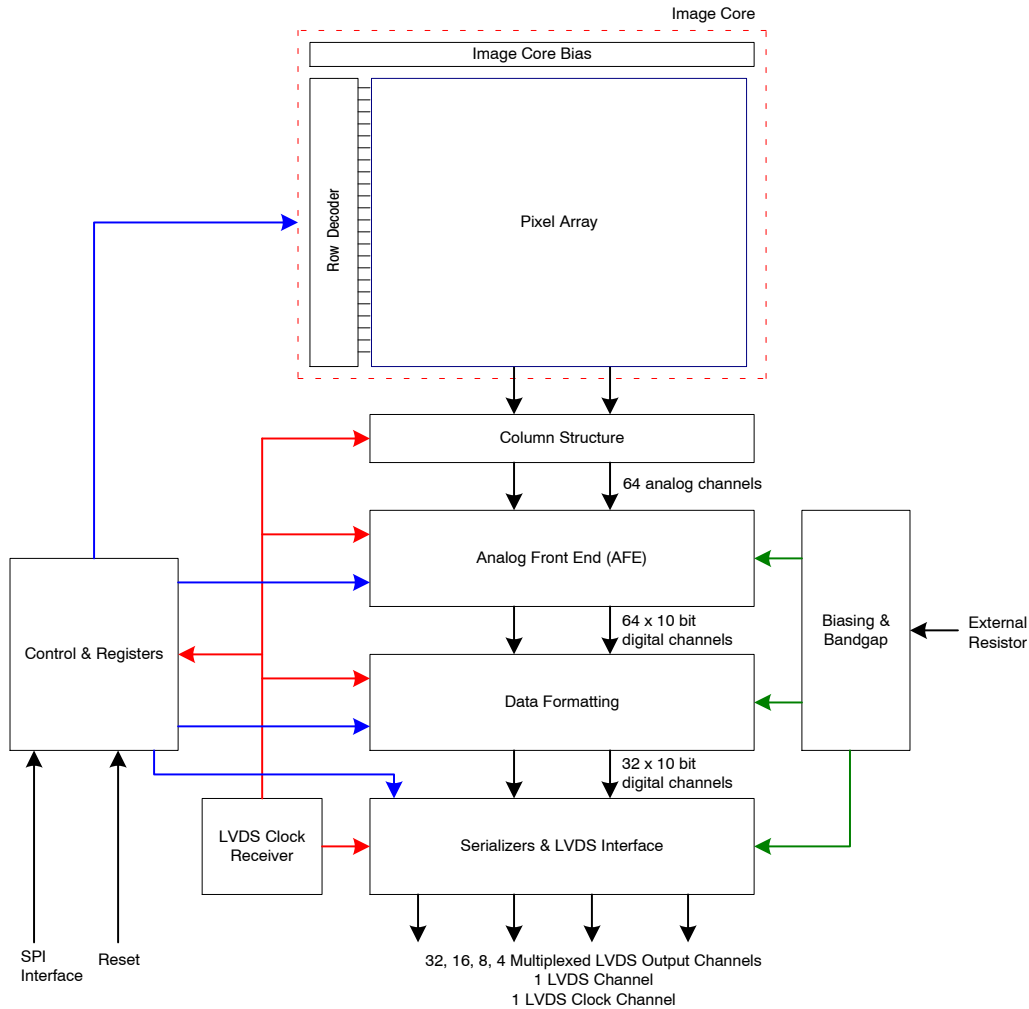 Image Core
Image Core Bias
Row Decoder
Pixel Array
Column Structure
64 analog channels
Analog Front End (AFE)
64 x 10 bit
digital channels
Biasing &
Bandgap
External
Resistor
Control & Registers
Data Formatting
32 x 10 bit
digital channels
LVDS Clock
Receiver
Serializers & LVDS Interface
SPI
Interface
Reset
32, 16, 8, 4 Multiplexed LVDS Output Channels
1 LVDS Channel
1 LVDS Clock Channel